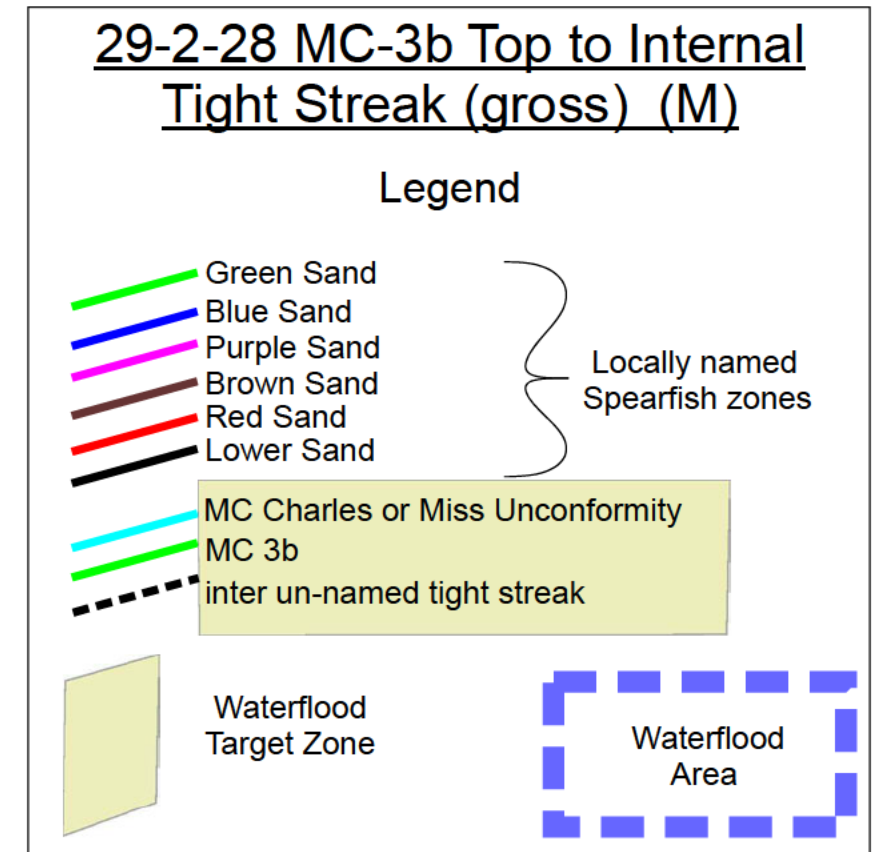 29-2-28 MC-3b Top to Internal
Tight Streak (gross) (M)
Legend
Green Sand
Blue Sand
Purple Sand
Brown Sand
Red Sand
Lower Sand
Locally named
Spearfish zones
MC Charles or Miss Unconformity
MC 3b
inter un-named tight streak
Waterflood
Target Zone
Waterflood
Area